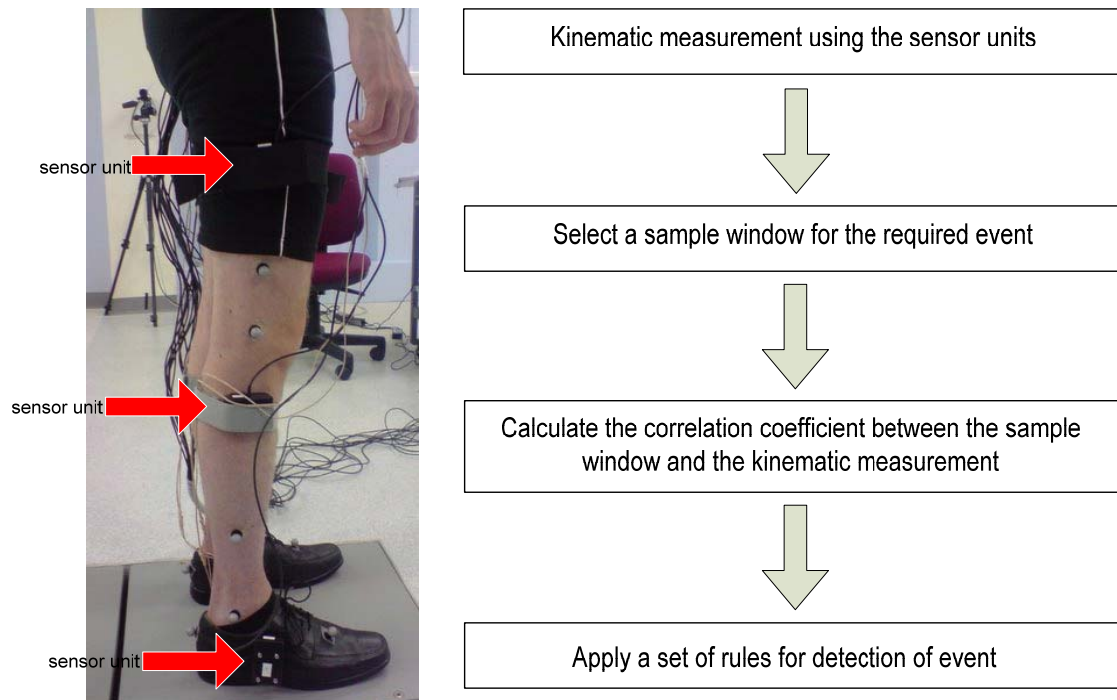 sensor unit
sensor unit
sensor unit
Kinematic measurement using the sensor units
Select a sample window for the required event
Calculate the correlation coefficient between the sample
window and the kinematic measurement
Apply a set of rules for detection of event